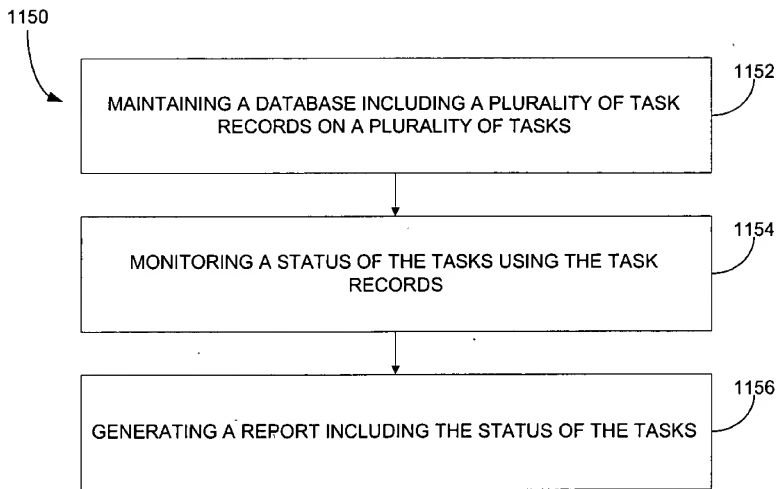 1150
1152
MAINTAINING A DATABASE INCLUDING A PLURALITY OF TASK
RECORDS ON A PLURALITY OF TASKS
1154
MONITORING A STATUS OF THE TASKS USING THE TASK
RECORDS
1156
GENERATING A REPORT INCLUDING THE STATUS OF THE TASKS